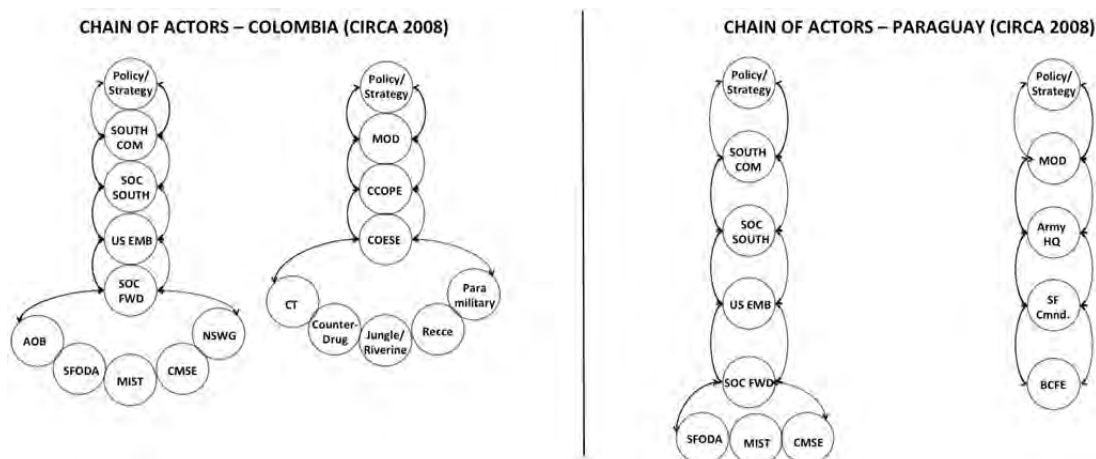 CHAIN OF ACTORS – COLOMBIA (CIRCA 2008)
Policy/
Strategy
SOUTH
COM
SOC
SOUTH
US EMB
SOC
FWD
AOB
SFODA
MIST
CMSE
NSWG
Policy/
Strategy
MOD
CCOPE
COESE
CT
Counter-
Drug
Jungle/
Riverine
Recce
Para
military
CHAIN OF ACTORS – PARAGUAY (CIRCA 2008)
Policy/
Strategy
SOUTH
COM
SOC
SOUTH
US EMB
SOC FWD
SFODA
MIST
CMSE
Policy/
Strategy
MOD
Army
HQ
SF
Cmnd.
BCFE